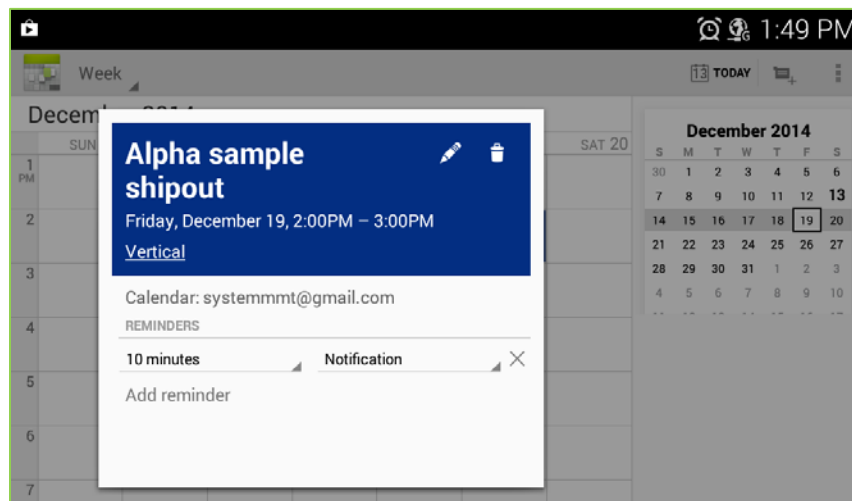 1:49 PM
Week
13 TODAY
Decem
SUN
SAT 20
1
PM
2
3
4
5
6
7
Alpha sample
shipout
Friday, December 19, 2:00PM – 3:00PM
Vertical
Calendar: systemmmt@gmail.com
REMINDERS
10 minutes Notification
Add reminder
December 2014
S M T W T F S
30 1 2 3 4 5 6
7 8 9 10 11 12 13
14 15 16 17 18 19 20
21 22 23 24 25 26 27
28 29 30 31 1 2 3
4 5 6 7 8 9 10